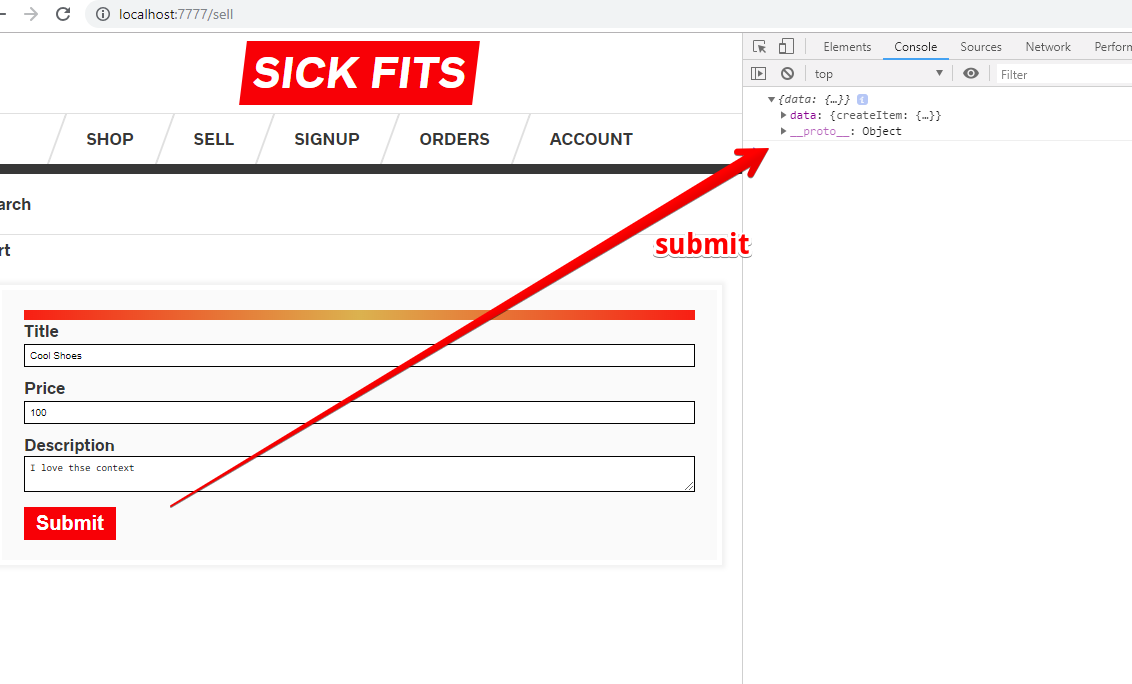 localhost:7777/sell
SICK FITS
SHOP SELL SIGNUP ORDERS ACCOUNT
arch
rt
Title
Cool Shoes
Price
100
Description
I love thse context
Submit
submit
Elements Console Sources Network Perform
top ▼ Filter
▼{data: {…}} i
▶data: {createItem: {…}}
▶__proto__: Object